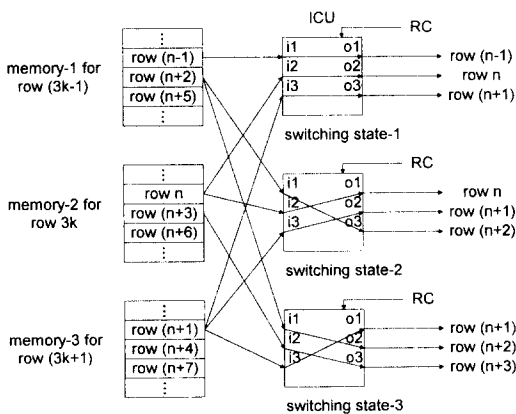 ICU
RC
memory-1 for
row (3k-1)
⋮
row (n-1)
row (n+2)
row (n+5)
⋮
i1 o1
i2 o2
i3 o3
row (n-1)
row n
row (n+1)
switching state-1
RC
memory-2 for
row 3k
⋮
row n
row (n+3)
row (n+6)
⋮
i1 o1
i2 o2
i3 o3
row n
row (n+1)
row (n+2)
switching state-2
RC
memory-3 for
row (3k+1)
⋮
row (n+1)
row (n+4)
row (n+7)
⋮
i1 o1
i2 o2
i3 o3
row (n+1)
row (n+2)
row (n+3)
switching state-3